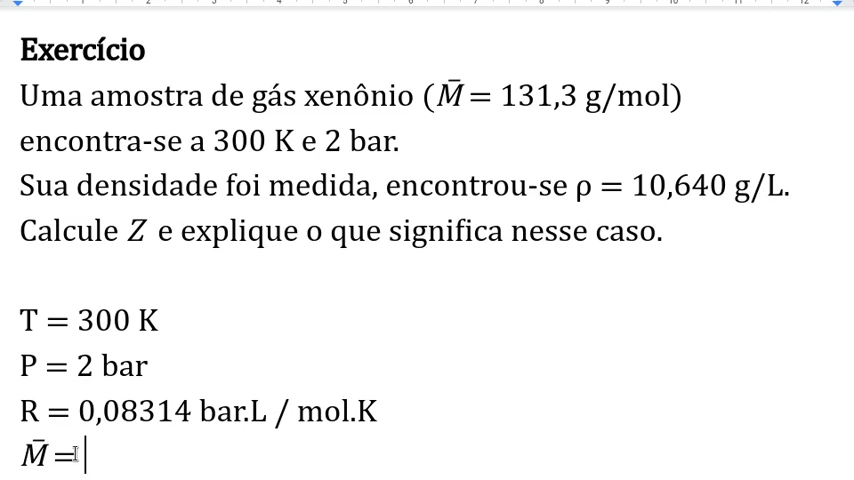 Exercício
Uma amostra de gás xenônio (M̄ = 131,3 g/mol)
encontra-se a 300 K e 2 bar.
Sua densidade foi medida, encontrou-se ρ = 10,640 g/L.
Calcule Z e explique o que significa nesse caso.
T = 300 K
P = 2 bar
R = 0,08314 bar.L / mol.K
M̄ =